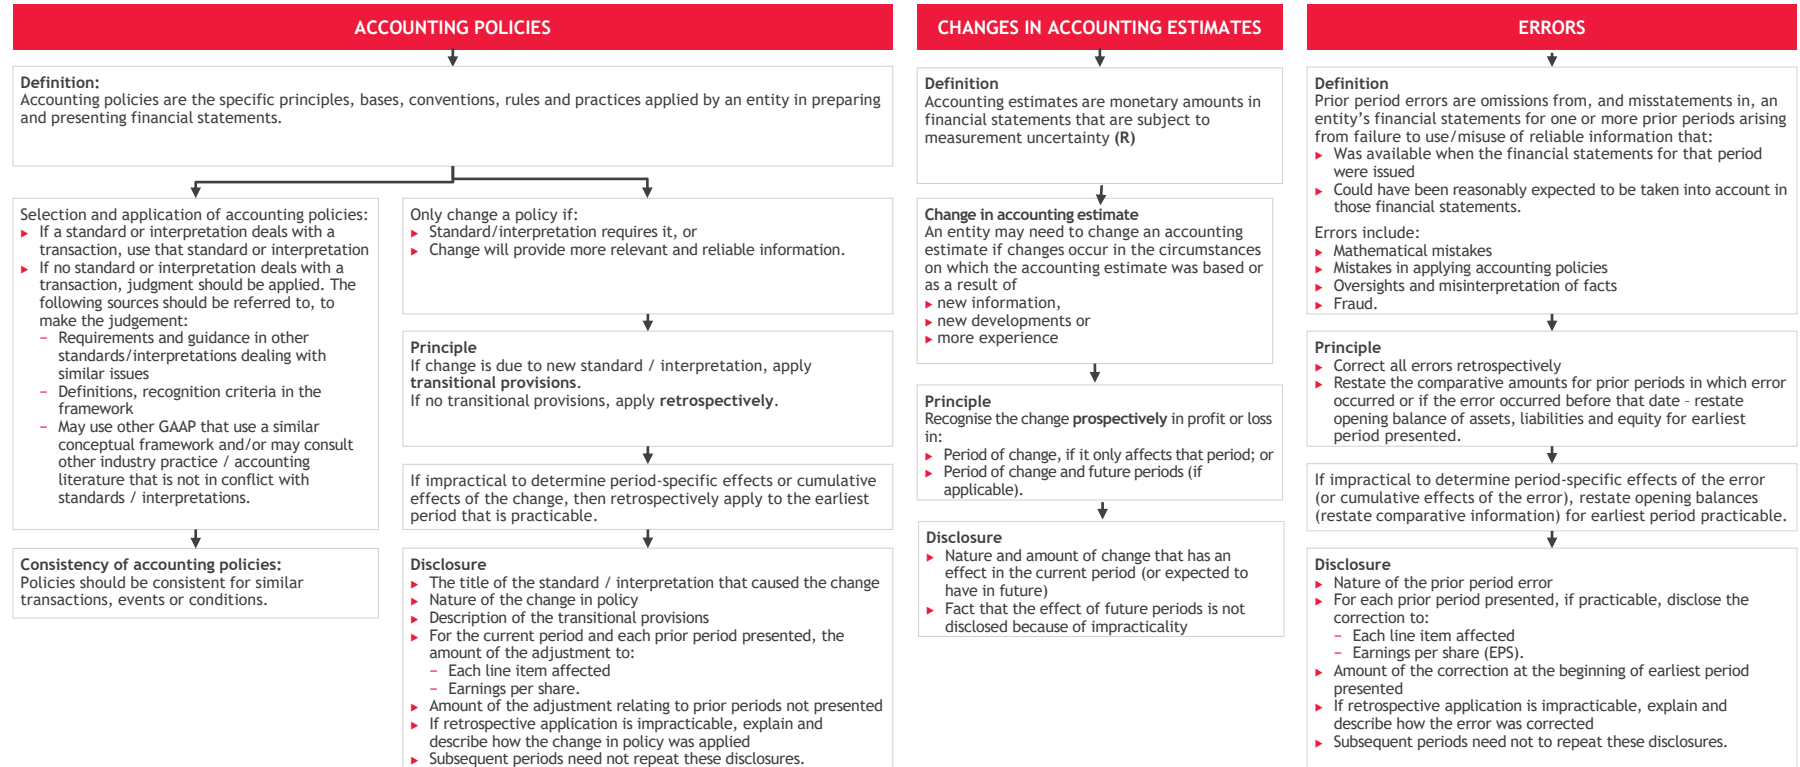 ACCOUNTING POLICIES
Definition:
Accounting policies are the specific principles, bases, conventions, rules and practices applied by an entity in preparing
and presenting financial statements.
Selection and application of accounting policies:
► If a standard or interpretation deals with a
transaction, use that standard or interpretation
► If no standard or interpretation deals with a
transaction, judgment should be applied. The
following sources should be referred to, to
make the judgement:
− Requirements and guidance in other
standards/interpretations dealing with
similar issues
− Definitions, recognition criteria in the
framework
− May use other GAAP that use a similar
conceptual framework and/or may consult
other industry practice / accounting
literature that is not in conflict with
standards / interpretations.
Consistency of accounting policies:
Policies should be consistent for similar
transactions, events or conditions.
Only change a policy if:
► Standard/interpretation requires it, or
► Change will provide more relevant and reliable information.
Principle
If change is due to new standard / interpretation, apply
transitional provisions.
If no transitional provisions, apply retrospectively.
If impractical to determine period-specific effects or cumulative
effects of the change, then retrospectively apply to the earliest
period that is practicable.
Disclosure
► The title of the standard / interpretation that caused the change
► Nature of the change in policy
► Description of the transitional provisions
► For the current period and each prior period presented, the
amount of the adjustment to:
− Each line item affected
− Earnings per share.
► Amount of the adjustment relating to prior periods not presented
► If retrospective application is impracticable, explain and
describe how the change in policy was applied
► Subsequent periods need not repeat these disclosures.
CHANGES IN ACCOUNTING ESTIMATES
Definition
Accounting estimates are monetary amounts in
financial statements that are subject to
measurement uncertainty (R)
Change in accounting estimate
An entity may need to change an accounting
estimate if changes occur in the circumstances
on which the accounting estimate was based or
as a result of
► new information,
► new developments or
► more experience
Principle
Recognise the change prospectively in profit or loss
in:
► Period of change, if it only affects that period; or
► Period of change and future periods (if
applicable).
Disclosure
► Nature and amount of change that has an
effect in the current period (or expected to
have in future)
► Fact that the effect of future periods is not
disclosed because of impracticality
ERRORS
Definition
Prior period errors are omissions from, and misstatements in, an
entity's financial statements for one or more prior periods arising
from failure to use/misuse of reliable information that:
► Was available when the financial statements for that period
were issued
► Could have been reasonably expected to be taken into account in
those financial statements.
Errors include:
► Mathematical mistakes
► Mistakes in applying accounting policies
► Oversights and misinterpretation of facts
► Fraud.
Principle
► Correct all errors retrospectively
► Restate the comparative amounts for prior periods in which error
occurred or if the error occurred before that date – restate
opening balance of assets, liabilities and equity for earliest
period presented.
If impractical to determine period-specific effects of the error
(or cumulative effects of the error), restate opening balances
(restate comparative information) for earliest period practicable.
Disclosure
► Nature of the prior period error
► For each prior period presented, if practicable, disclose the
correction to:
− Each line item affected
− Earnings per share (EPS).
► Amount of the correction at the beginning of earliest period
presented
► If retrospective application is impracticable, explain and
describe how the error was corrected
► Subsequent periods need not to repeat these disclosures.